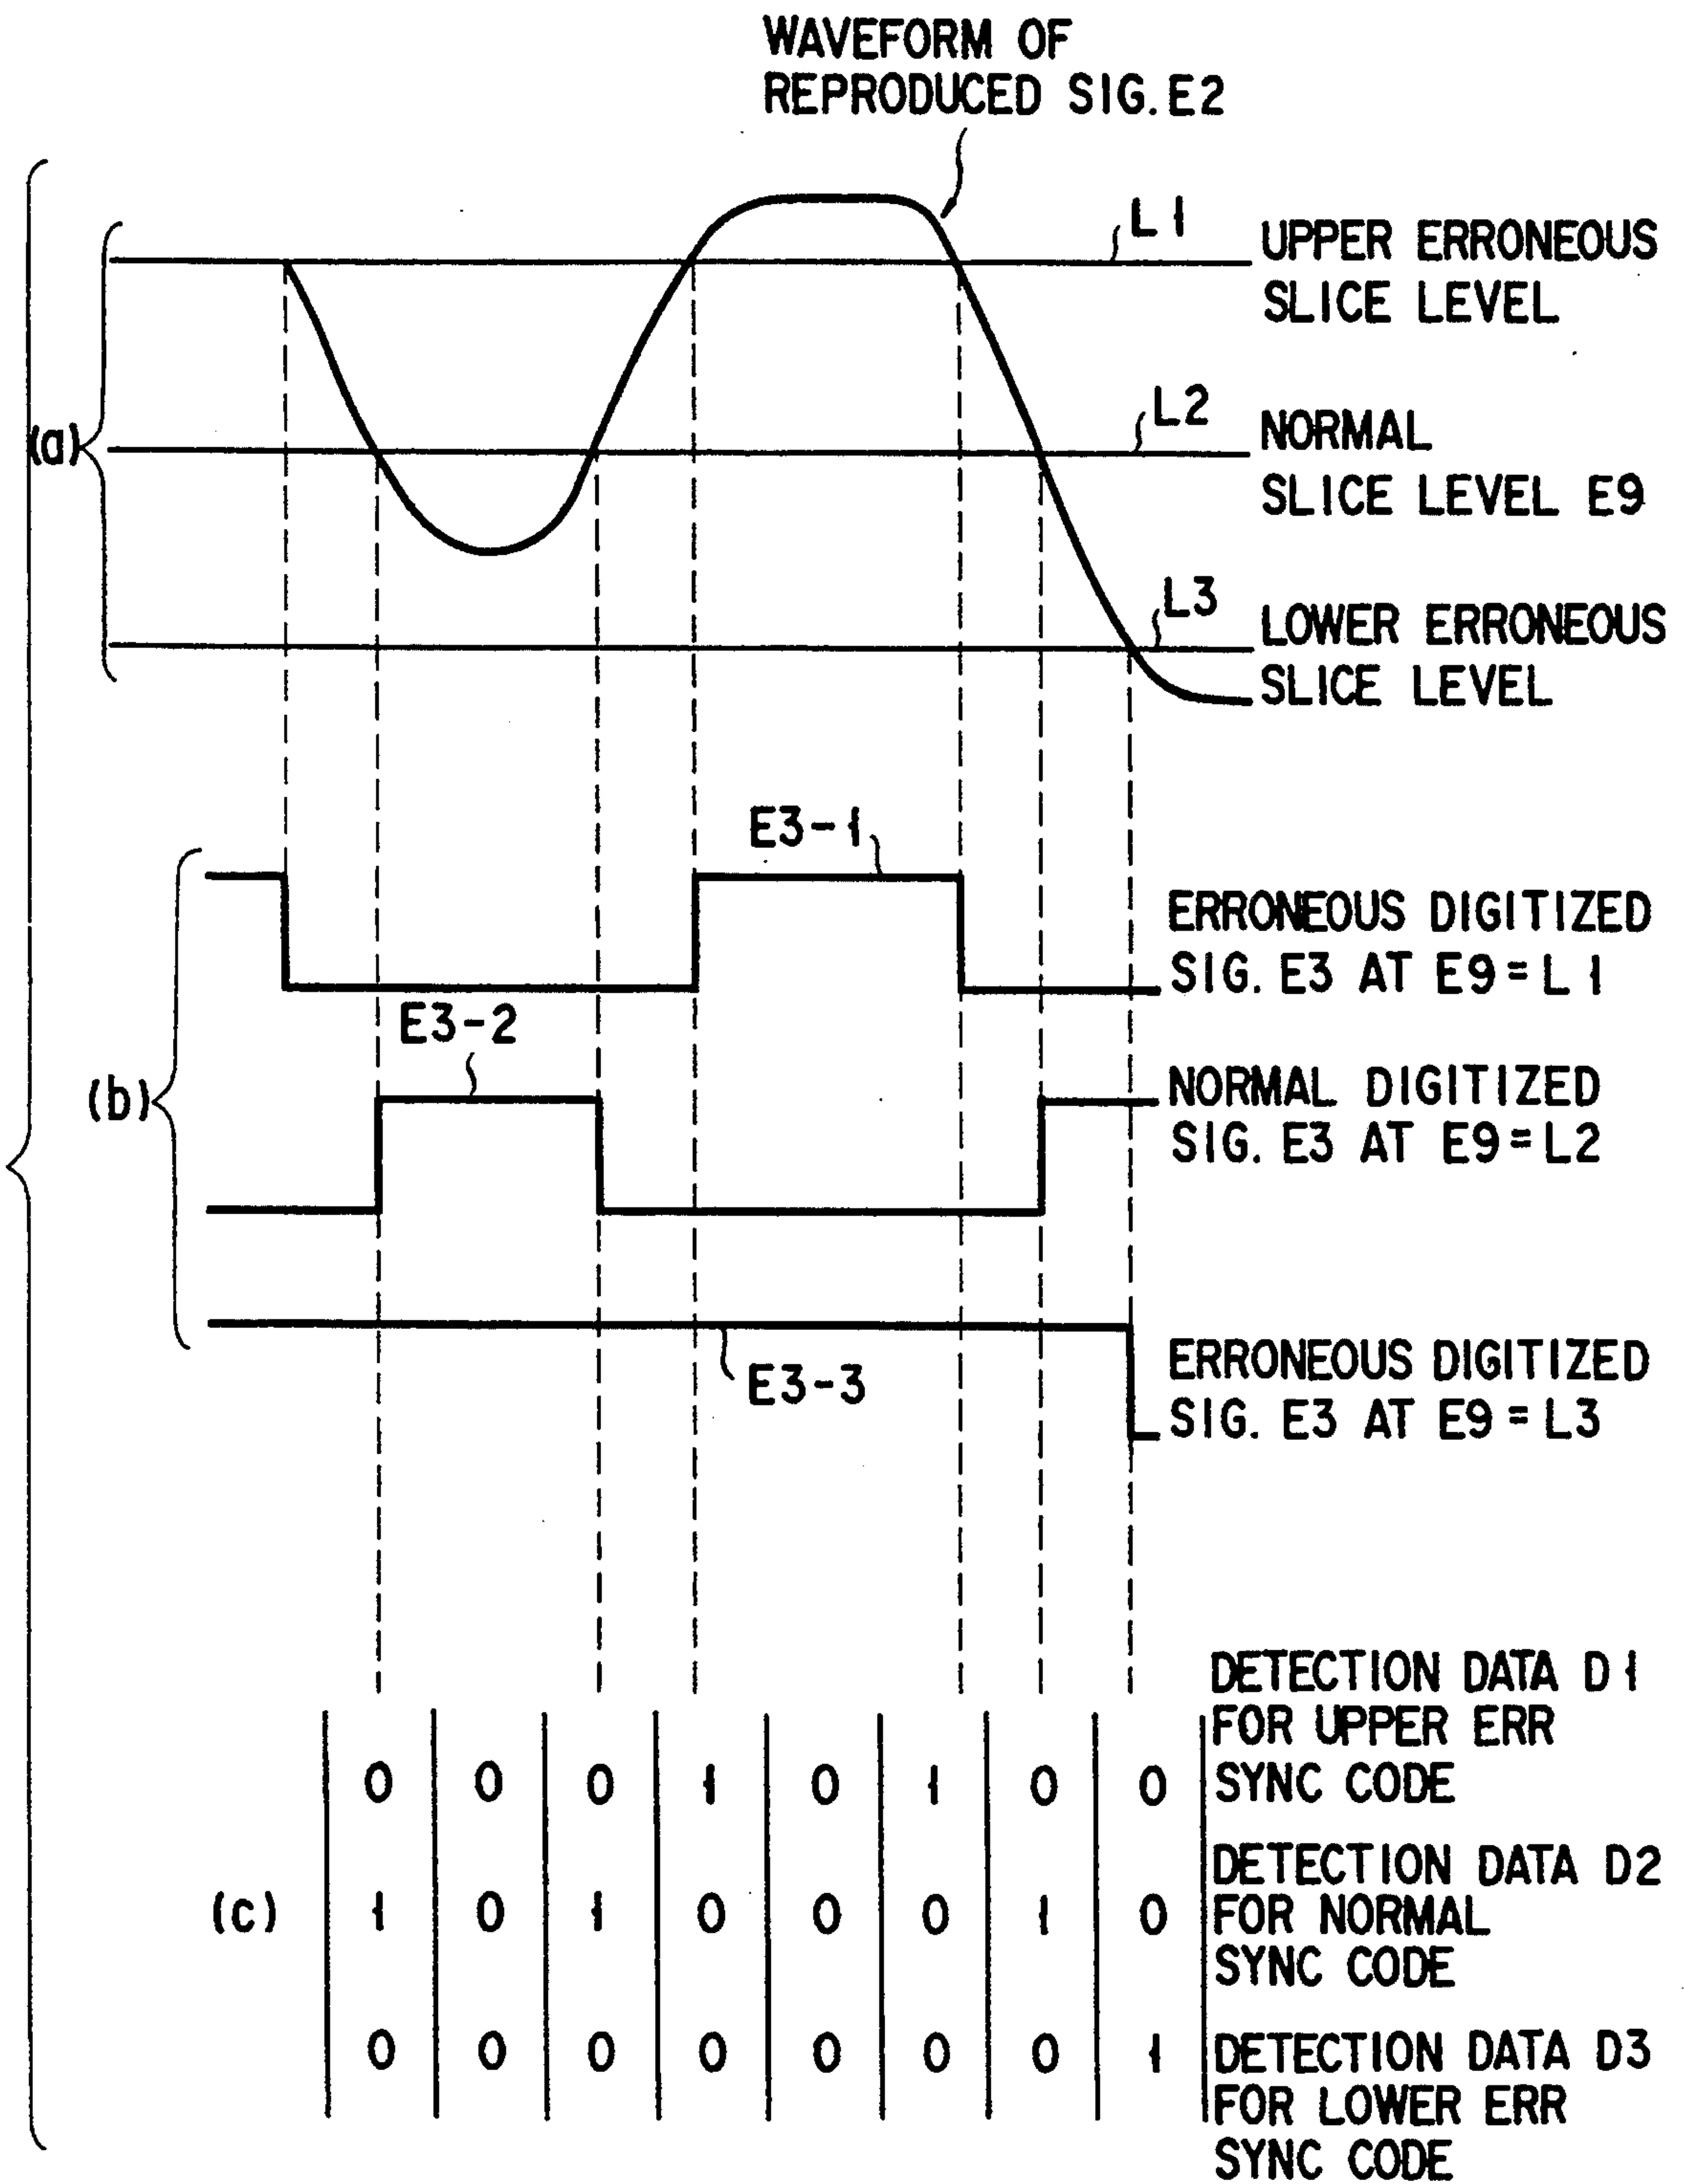 WAVEFORM OF
REPRODUCED SIG. E2
L1
UPPER ERRONEOUS
SLICE LEVEL
(a)
L2
NORMAL
SLICE LEVEL E9
L3
LOWER ERRONEOUS
SLICE LEVEL
E3-1
ERRONEOUS DIGITIZED
SIG. E3 AT E9=L1
E3-2
(b)
NORMAL DIGITIZED
SIG. E3 AT E9=L2
E3-3
ERRONEOUS DIGITIZED
SIG. E3 AT E9=L3
DETECTION DATA D1
FOR UPPER ERR
0 0 0 1 0 1 0 0 SYNC CODE
DETECTION DATA D2
(c) 1 0 1 0 0 0 1 0 FOR NORMAL
SYNC CODE
0 0 0 0 0 0 0 1 DETECTION DATA D3
FOR LOWER ERR
SYNC CODE